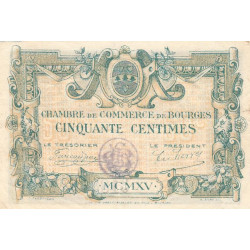 CHAMBRE DE COMMERCE DE BOURGES
CINQUANTE CENTIMES
LE TRÉSORIER
LE PRÉSIDENT
MCMXV